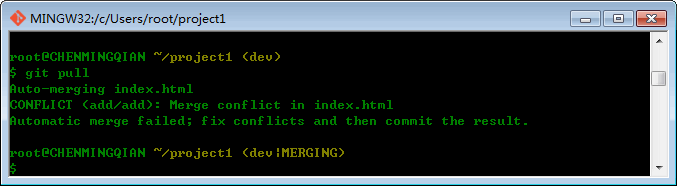 MINGW32:/c/Users/root/project1
root@CHENMINGQIAN ~/project1 (dev)
$ git pull
Auto-merging index.html
CONFLICT (add/add): Merge conflict in index.html
Automatic merge failed; fix conflicts and then commit the result.
root@CHENMINGQIAN ~/project1 (dev|MERGING)
$